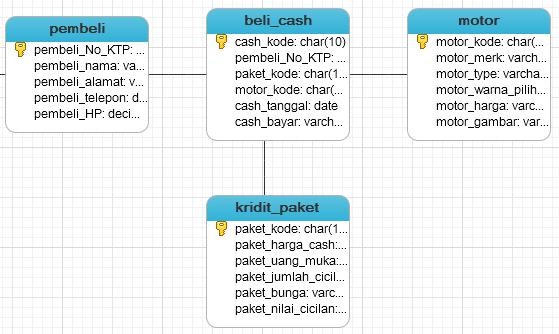 pembeli
pembeli_No_KTP: ...
pembeli_nama: va...
pembeli_alamat: v...
pembeli_telepon: d...
pembeli_HP: deci...
beli_cash
cash_kode: char(10)
pembeli_No_KTP: ...
paket_kode: char(1...
motor_kode: char(...
cash_tanggal: date
cash_bayar: varch...
motor
motor_kode: char(...
motor_merk: varch...
motor_type: varcha...
motor_warna_pilih...
motor_harga: varc...
motor_gambar: var...
kridit_paket
paket_kode: char(1...
paket_harga_cash:...
paket_uang_muka:...
paket_jumlah_cicil...
paket_bunga: varc...
paket_nilai_cicilan:...